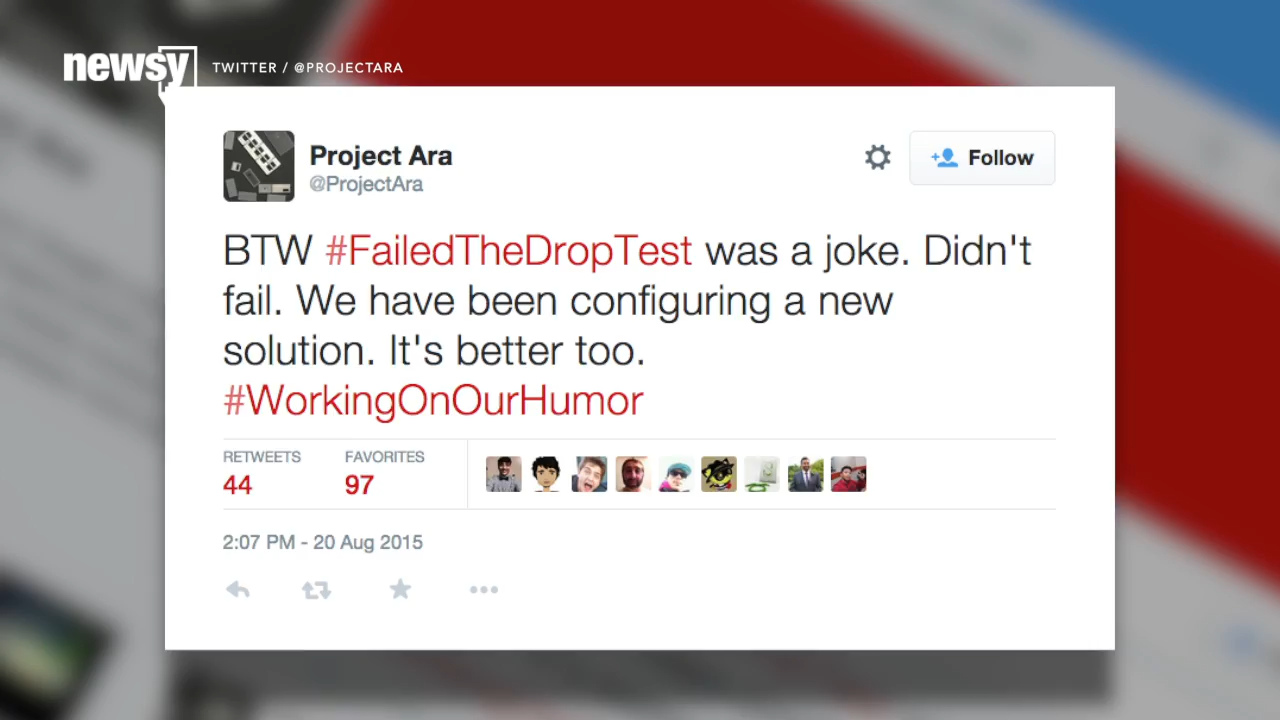 newsy
TWITTER / @PROJECTARA
Project Ara
@ProjectAra
Follow
BTW #FailedTheDropTest was a joke. Didn't
fail. We have been configuring a new
solution. It's better too.
#WorkingOnOurHumor
RETWEETS FAVORITES
44 97
2:07 PM - 20 Aug 2015